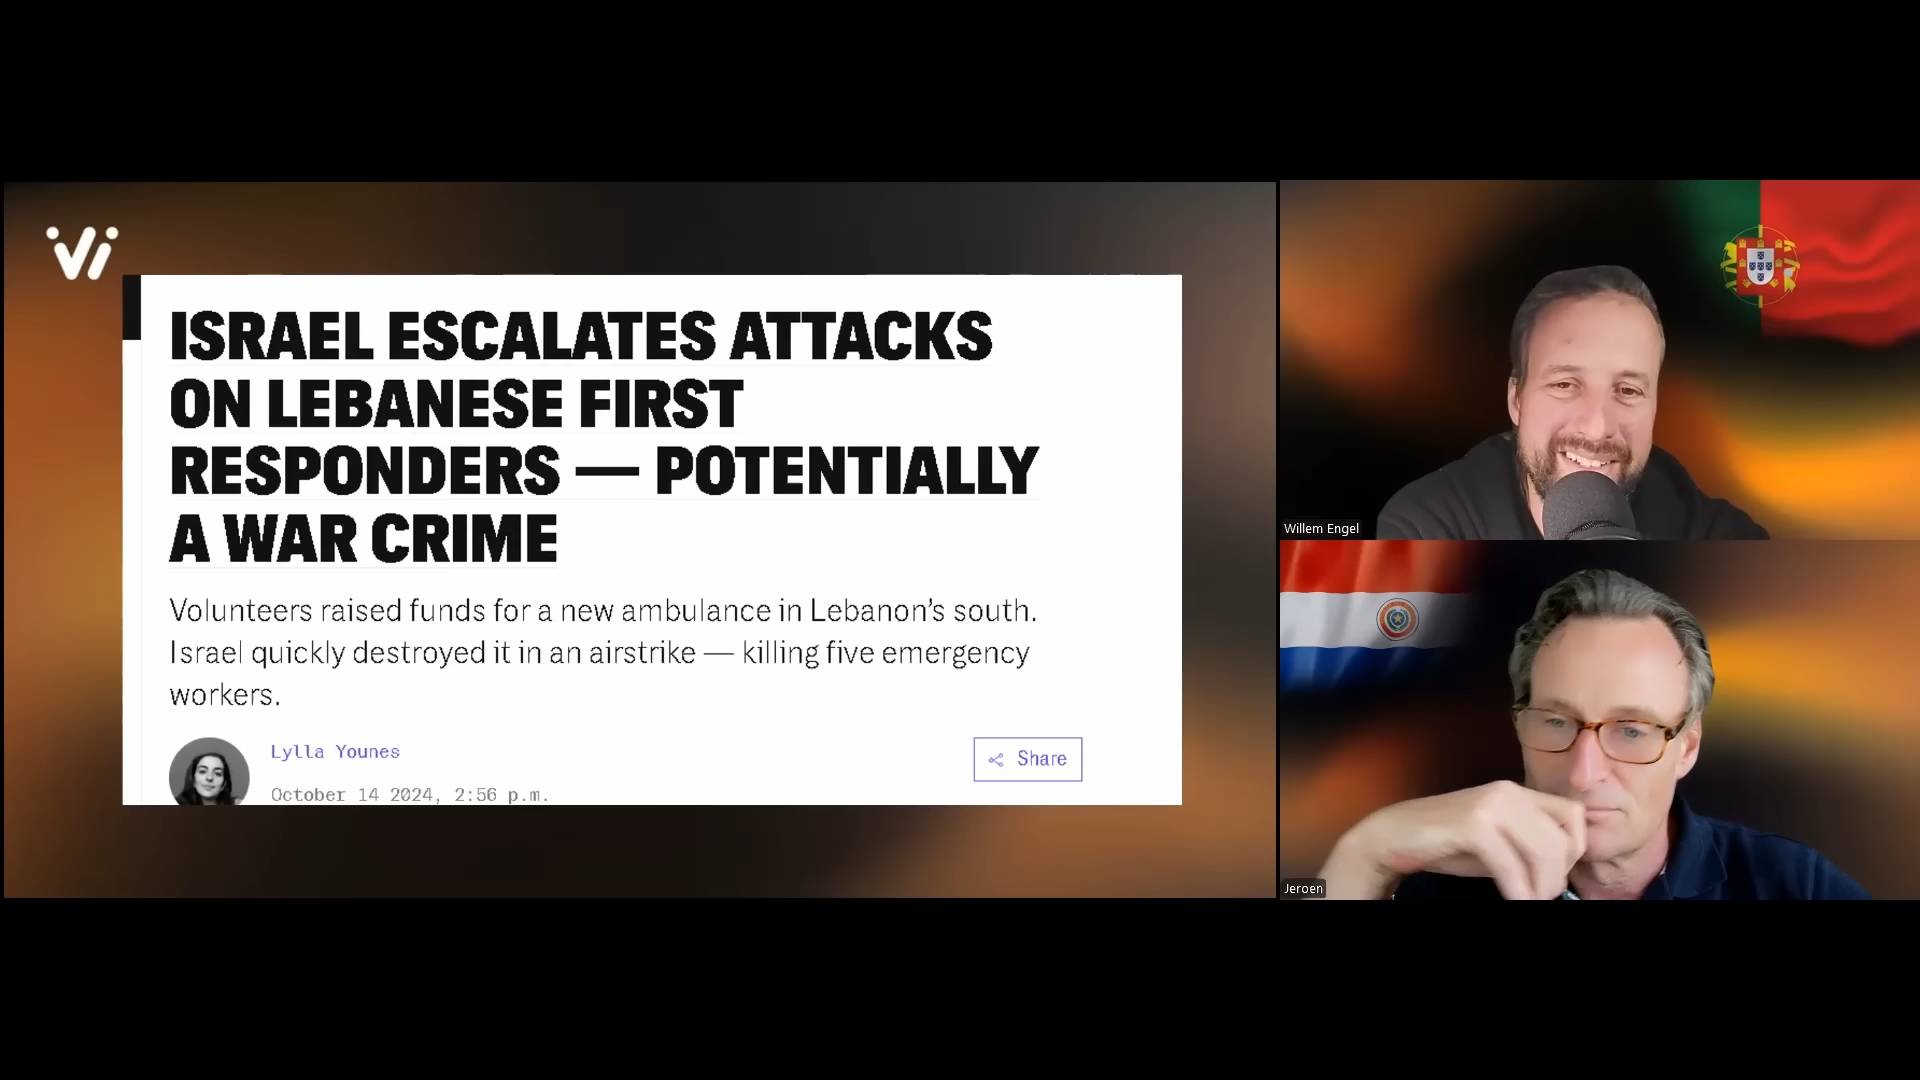 ISRAEL ESCALATES ATTACKS
ON LEBANESE FIRST
RESPONDERS — POTENTIALLY
A WAR CRIME
Volunteers raised funds for a new ambulance in Lebanon’s south.
Israel quickly destroyed it in an airstrike — killing five emergency
workers.
Lylla Younes
Share
October 14 2024, 2:56 p.m.
Willem Engel
Jeroen